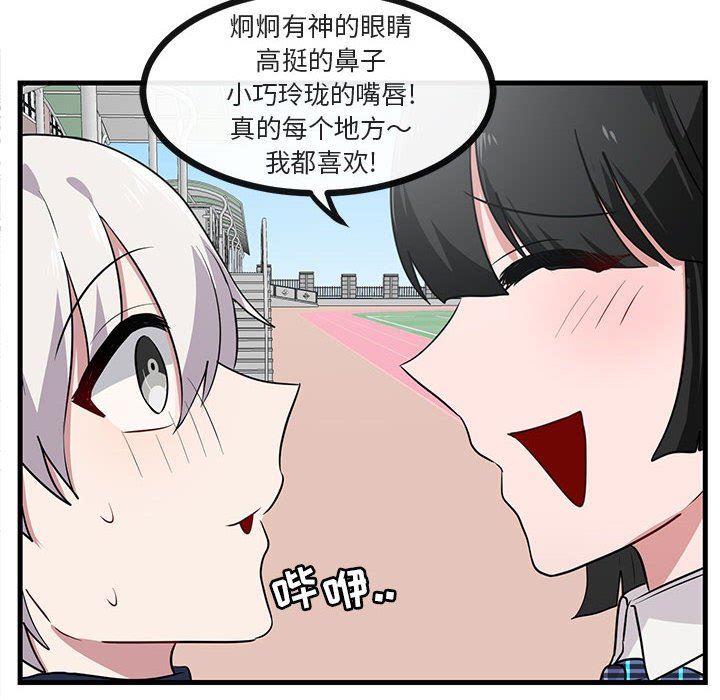 炯炯有神的眼睛
高挺的鼻子
小巧玲珑的嘴唇!
真的每个地方～
我都喜欢!
哔咿..